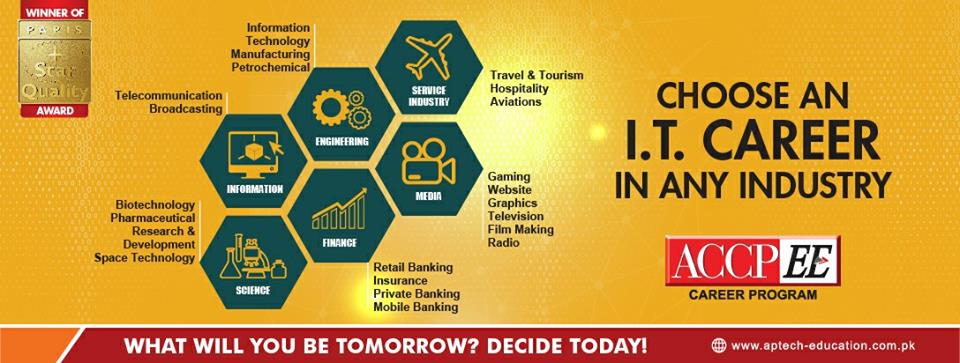 WINNER OF
PARIS
+
Star
Quality
AWARD
Information
Technology
Manufacturing
Petrochemical
Telecommunication
Broadcasting
SERVICE
INDUSTRY
Travel & Tourism
Hospitality
Aviations
ENGINEERING
INFORMATION
MEDIA
Gaming
Website
Graphics
Television
Film Making
Radio
Biotechnology
Pharmaceutical
Research &
Development
Space Technology
FINANCE
SCIENCE
Retail Banking
Insurance
Private Banking
Mobile Banking
CHOOSE AN
I.T. CAREER
IN ANY INDUSTRY
ACCP EE
CAREER PROGRAM
WHAT WILL YOU BE TOMORROW? DECIDE TODAY!
www.aptech-education.com.pk